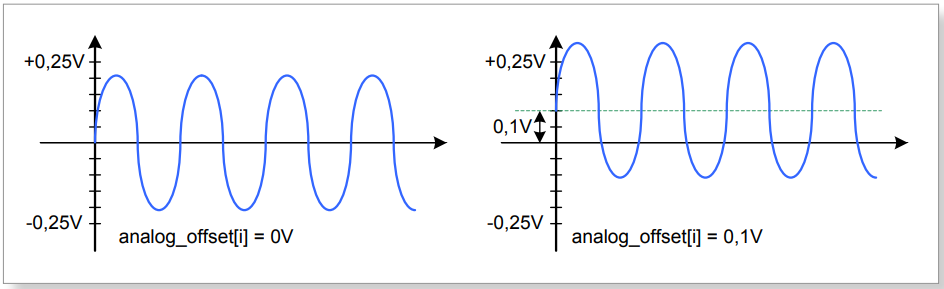 +0,25V
-0,25V
analog_offset[i] = 0V
+0,25V
0,1V
-0,25V
analog_offset[i] = 0,1V